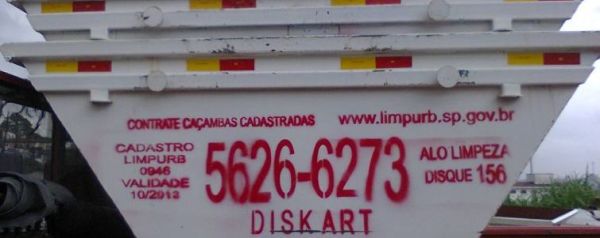 CONTRATE CAÇAMBAS CADASTRADAS www.limpurb.sp.gov.br
CADASTRO
LIMPURB
0946
VALIDADE
10/2013
5626-6273
ALO LIMPEZA
DISQUE 156
DISKART